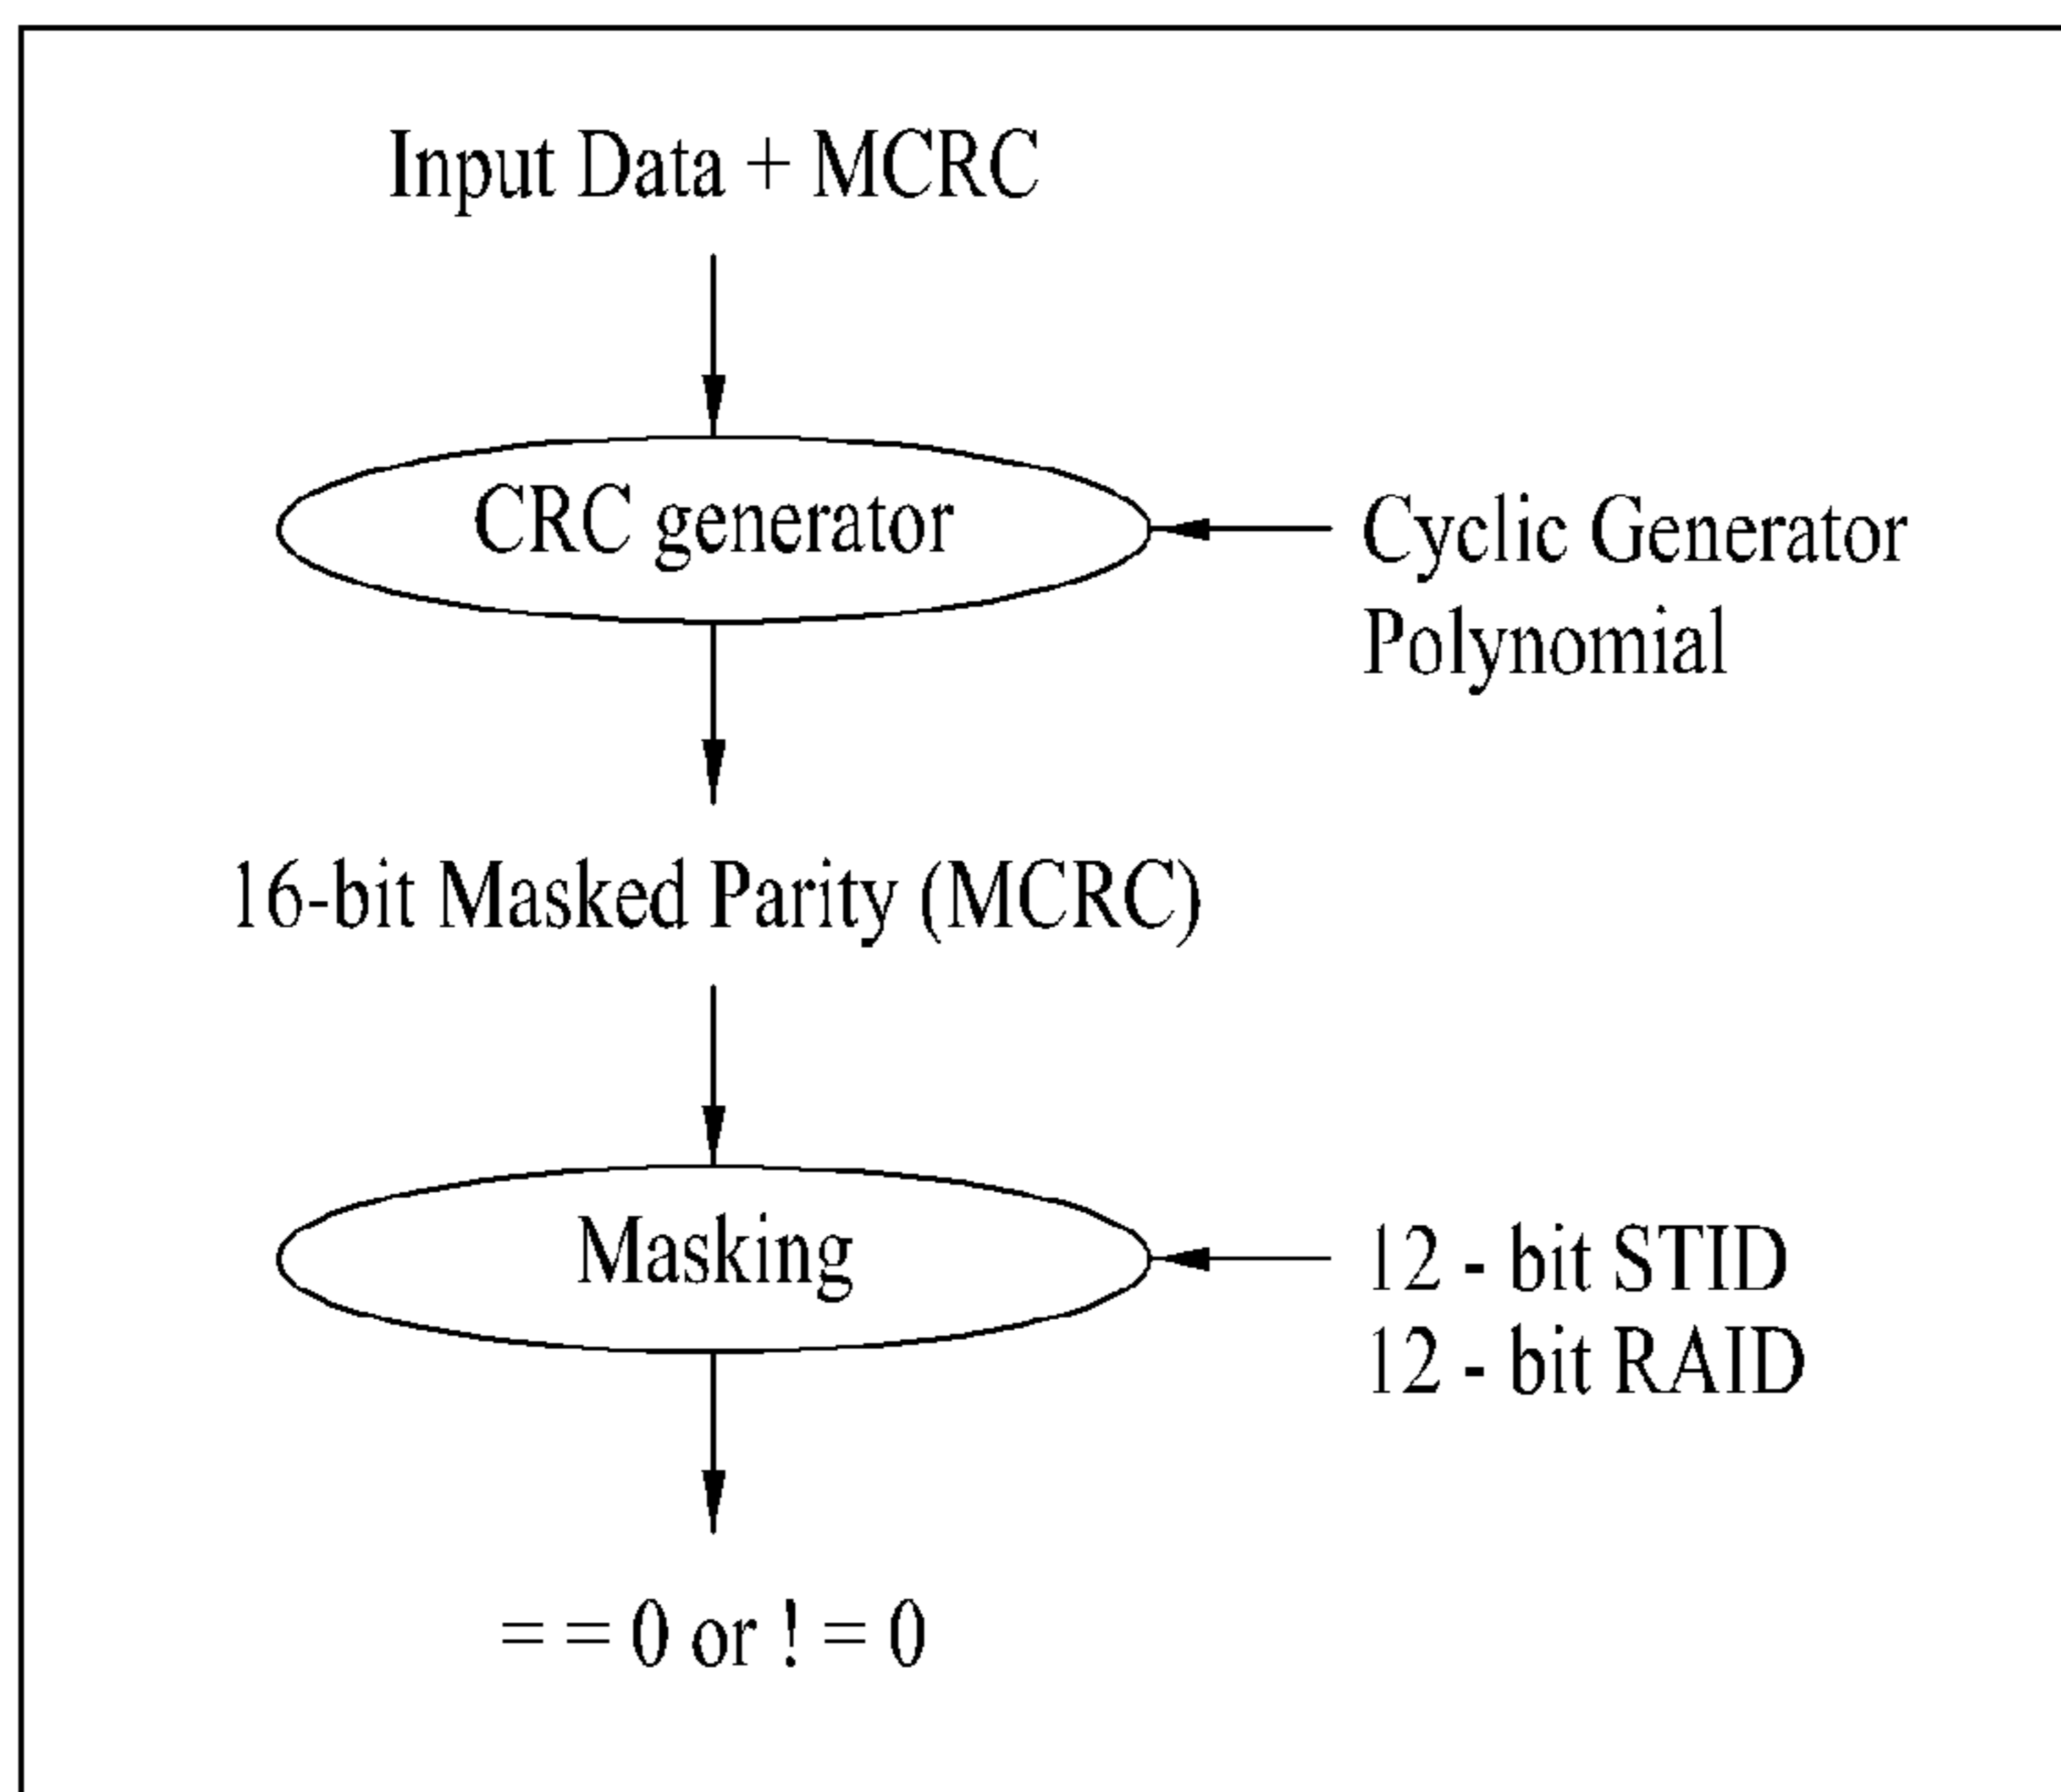 Input Data + MCRC
CRC generator
Cyclic Generator
Polynomial
16-bit Masked Parity (MCRC)
Masking
12 - bit STID
12 - bit RAID
= = 0 or ! = 0